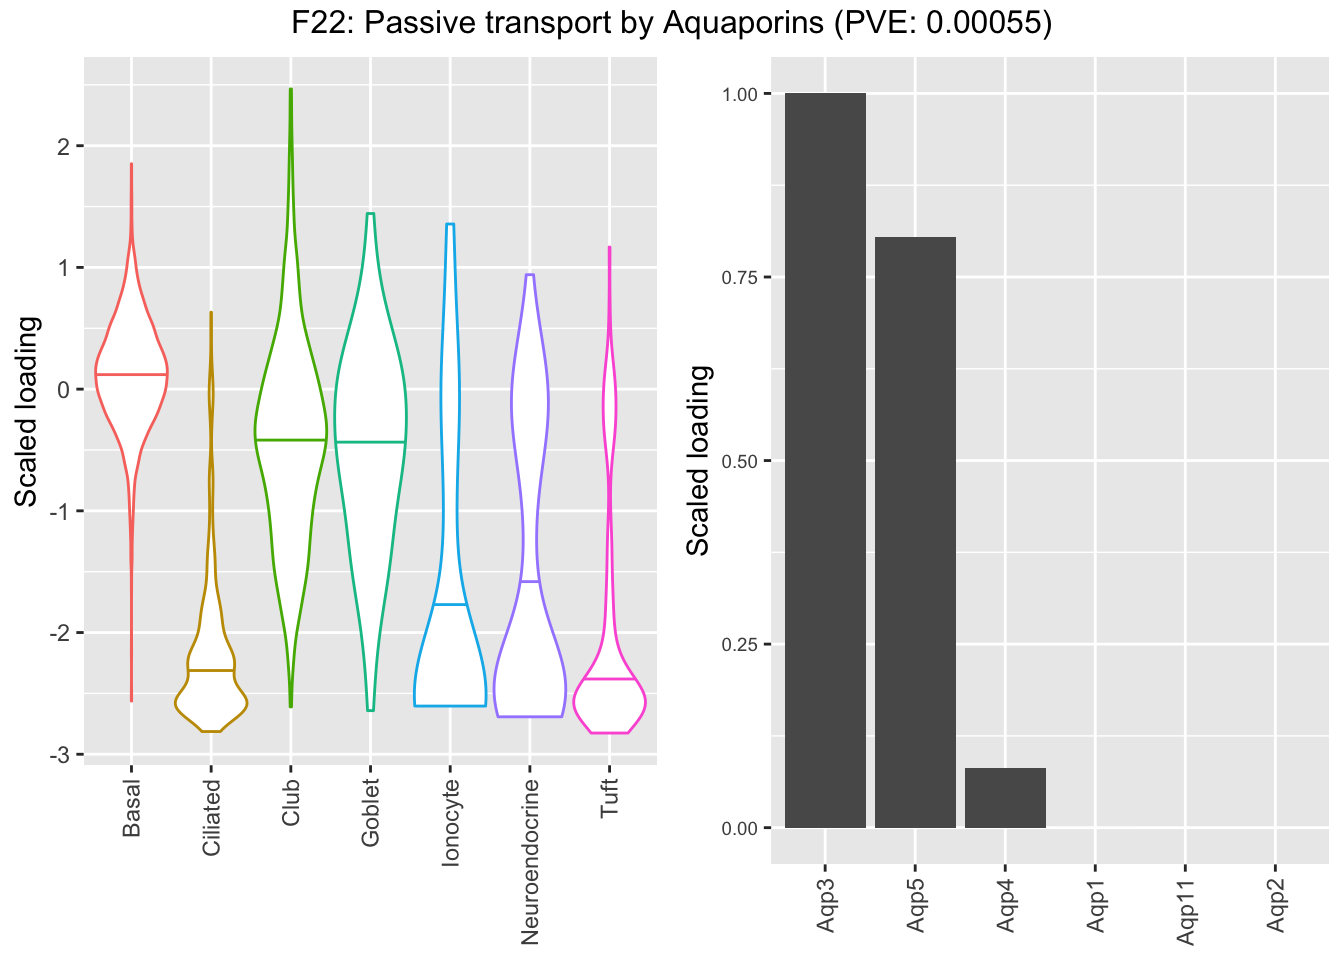 F22: Passive transport by Aquaporins (PVE: 0.00055)
Scaled loading
2
1
0
-1
-2
-3
Basal
Ciliated
Club
Goblet
Ionocyte
Neuroendocrine
Tuft
Scaled loading
1.00
0.75
0.50
0.25
0.00
Aqp3
Aqp5
Aqp4
Aqp1
Aqp11
Aqp2